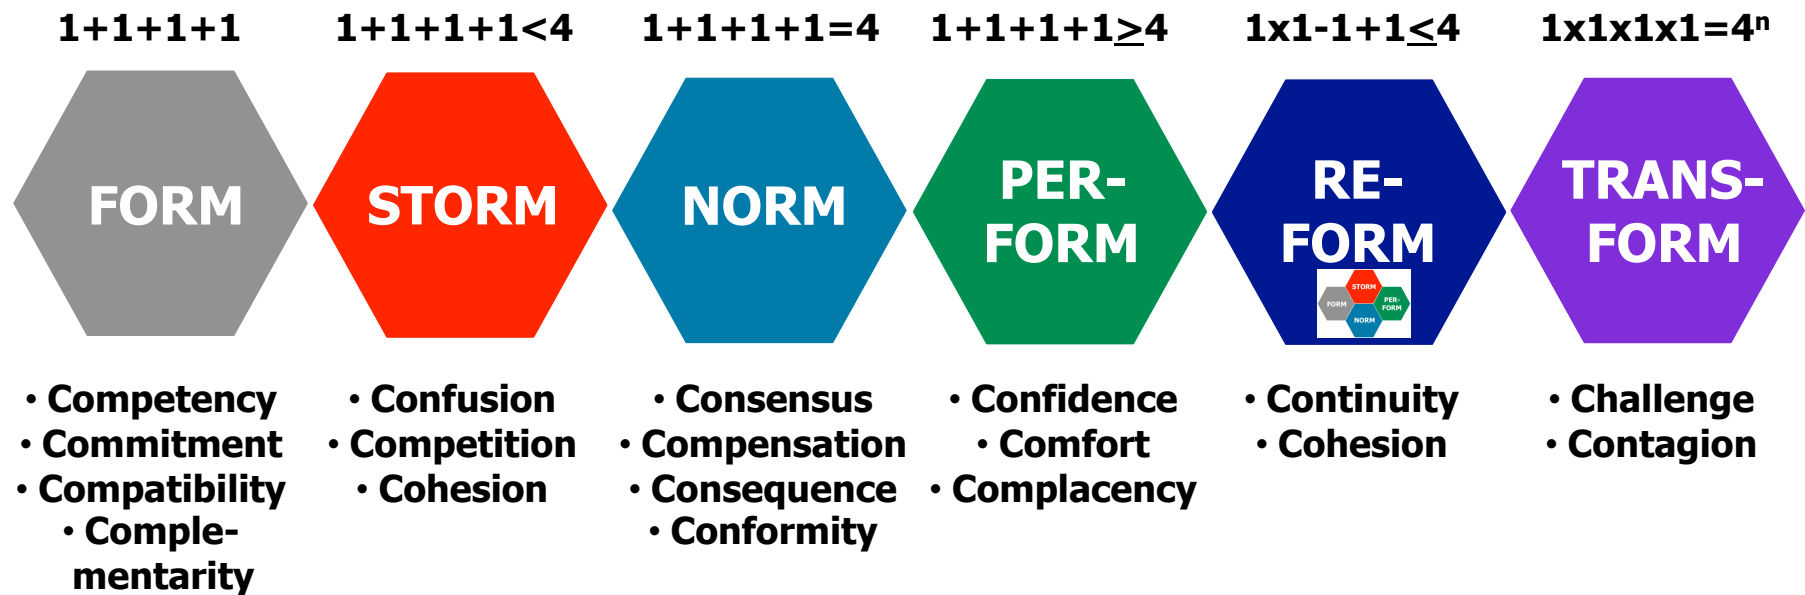 1+1+1+1
1+1+1+1<4
1+1+1+1=4
1+1+1+1≥4
1x1-1+1≤4
1x1x1x1=4ⁿ
FORM
STORM
NORM
PER-
FORM
RE-
FORM
STORM
FORM
PER-
FORM
NORM
TRANS-
FORM
• Competency
• Commitment
• Compatibility
• Comple-
mentarity
• Confusion
• Competition
• Cohesion
• Consensus
• Compensation
• Consequence
• Conformity
• Confidence
• Comfort
• Complacency
• Continuity
• Cohesion
• Challenge
• Contagion